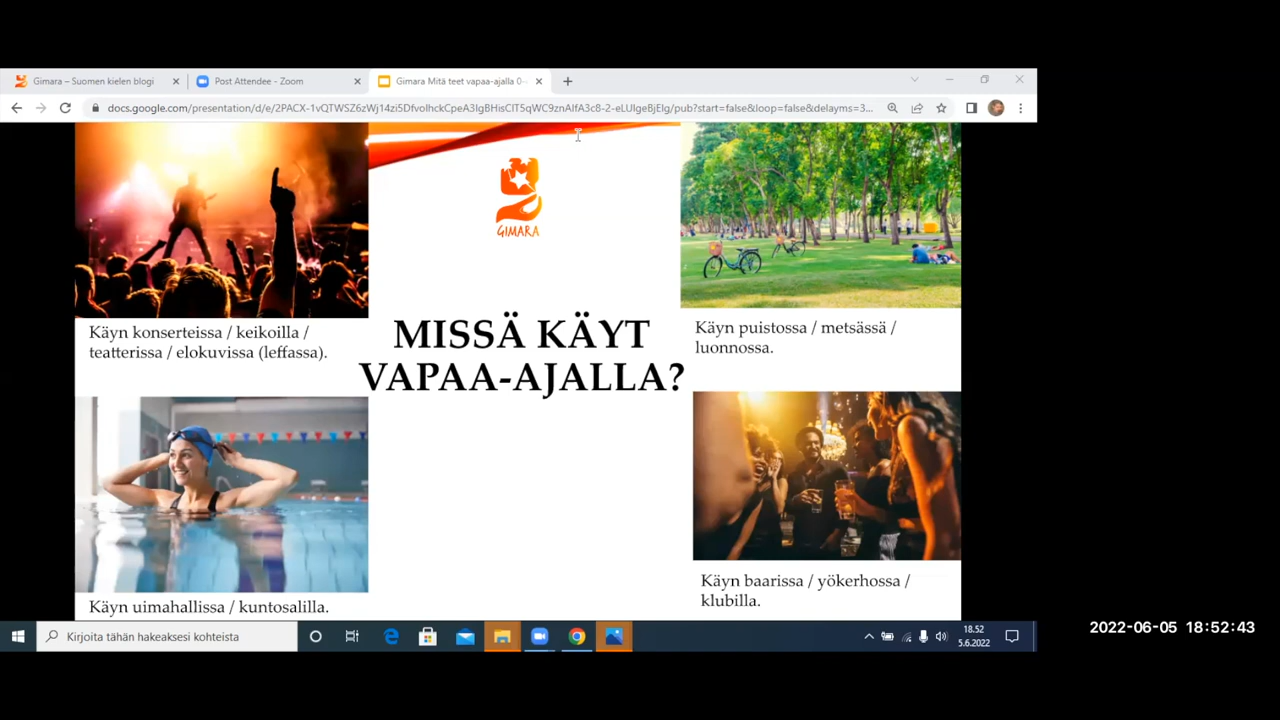 Gimara – Suomen kielen blogi
Post Attendee - Zoom
Gimara Mitä teet vapaa-ajalla 0-
docs.google.com/presentation/d/e/2PACX-1vQTWSZ6zWj14zi5DfvolhckCpeA3IgBHisClT5qWC9znAlfA3c8-2-eLUIgeBjEIg/pub?start=false&loop=false&delayms=3...
GIMARA
Käyn konserteissa / keikoilla /
teatterissa / elokuvissa (leffassa).
MISSÄ KÄYT
VAPAA-AJALLA?
Käyn puistossa / metsässä /
luonnossa.
Käyn uimahallissa / kuntosalilla.
Käyn baarissa / yökerhossa /
klubilla.
Kirjoita tähän hakeaksesi kohteista
18.52
5.6.2022
2022-06-05 18:52:43